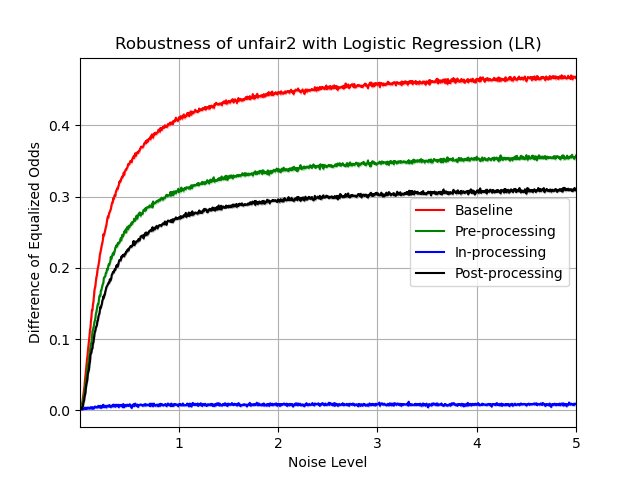 Robustness of unfair2 with Logistic Regression (LR)
Difference of Equalized Odds
0.4
0.3
0.2
0.1
0.0
Baseline
Pre-processing
In-processing
Post-processing
1 2 3 4 5
Noise Level